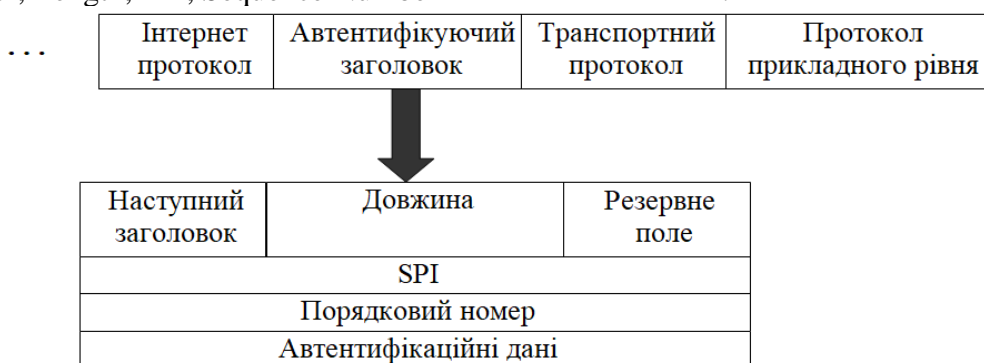 ...
Інтернет протокол
Автентифікуючий заголовок
Транспортний протокол
Протокол прикладного рівня
Наступний заголовок
Довжина
Резервне поле
SPI
Порядковий номер
Автентифікаційні дані